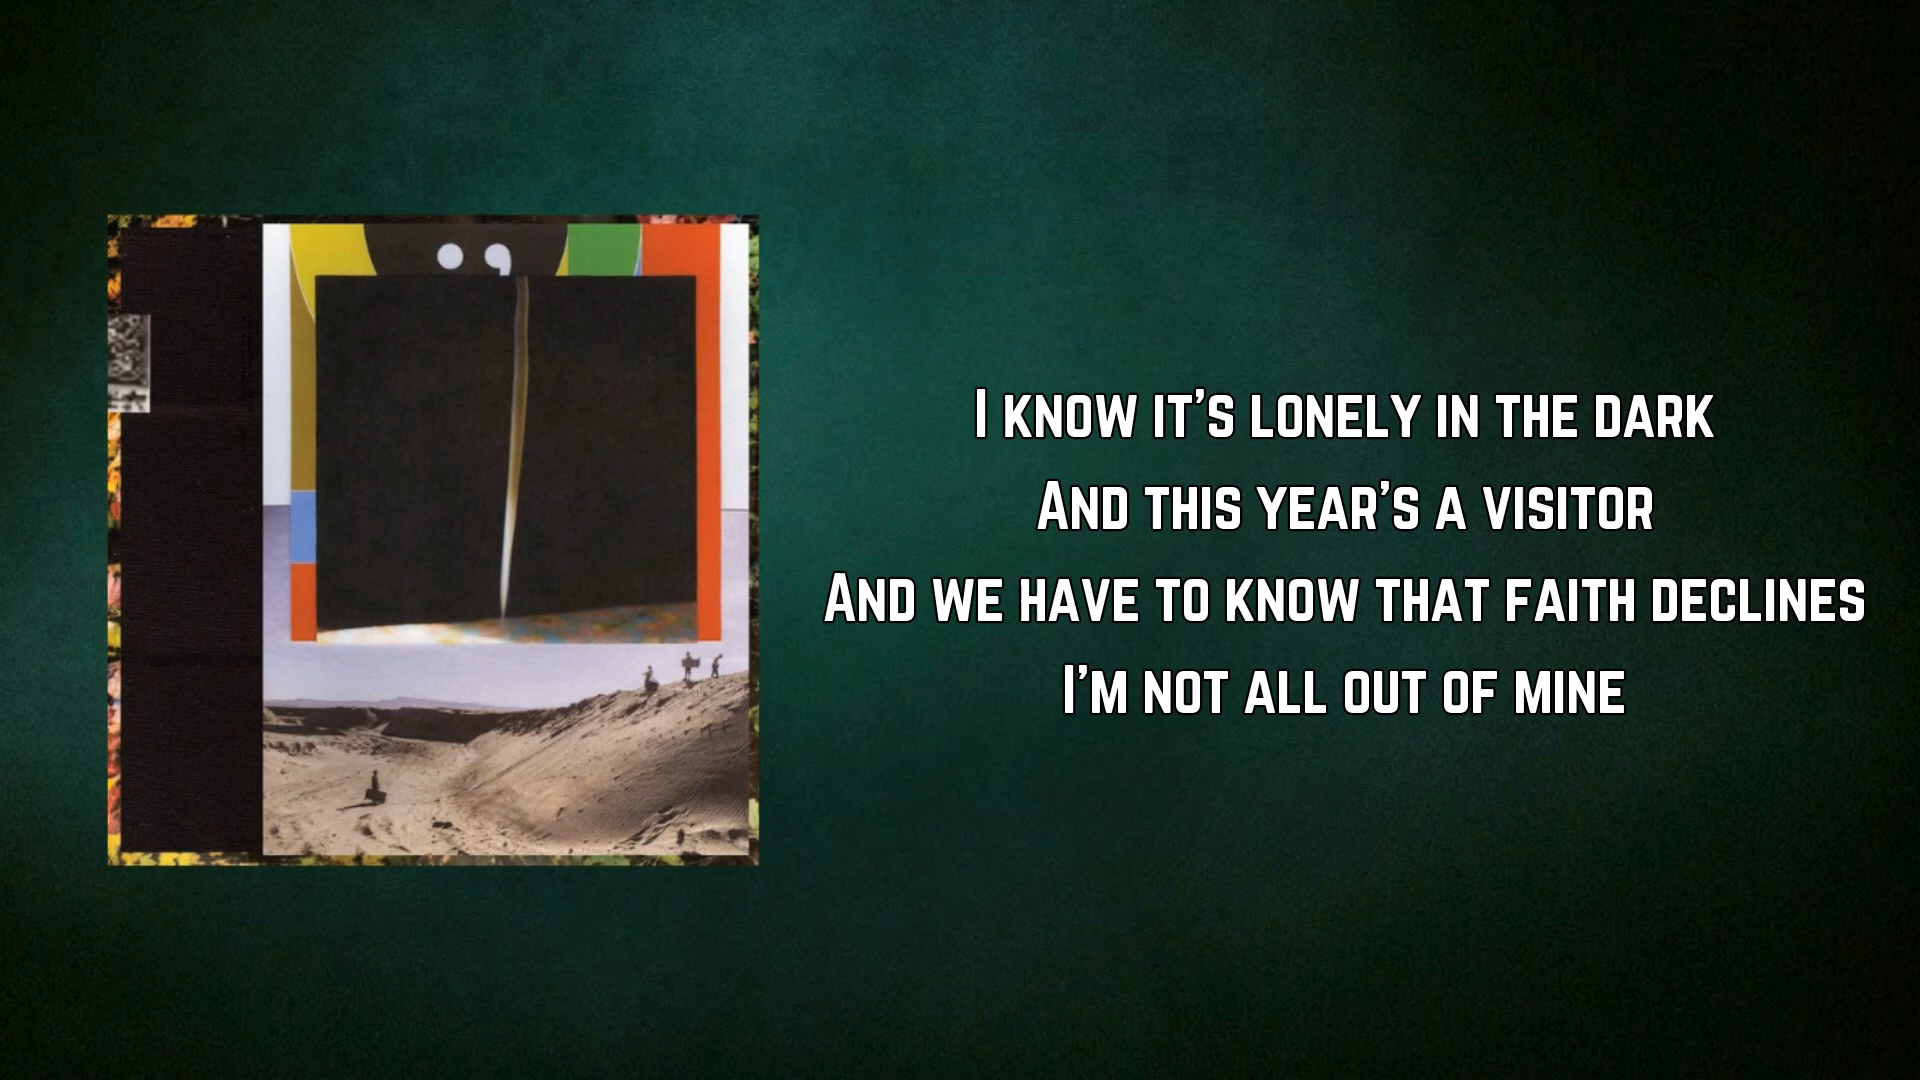 I know it's lonely in the dark
And this year's a visitor
And we have to know that faith declines
I'm not all out of mine